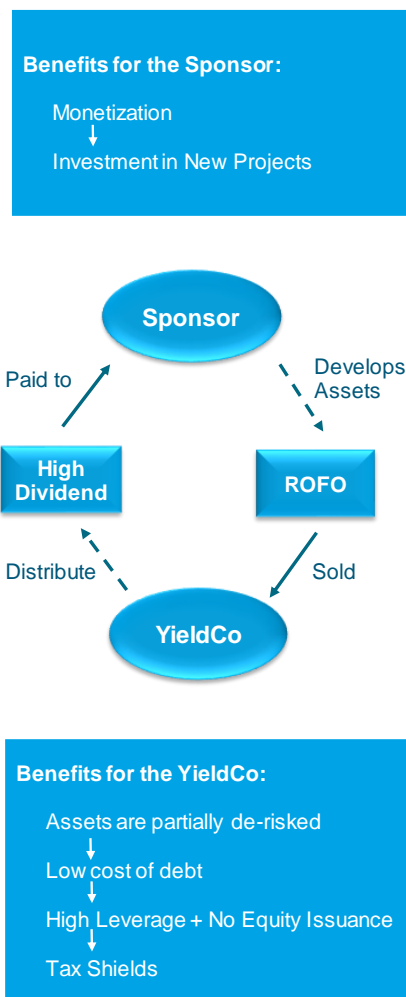 Benefits for the Sponsor:
Monetization
Investment in New Projects
Sponsor
Paid to
Develops
Assets
High
Dividend
ROFO
Distribute
Sold
YieldCo
Benefits for the YieldCo:
Assets are partially de-risked
Low cost of debt
High Leverage + No Equity Issuance
Tax Shields